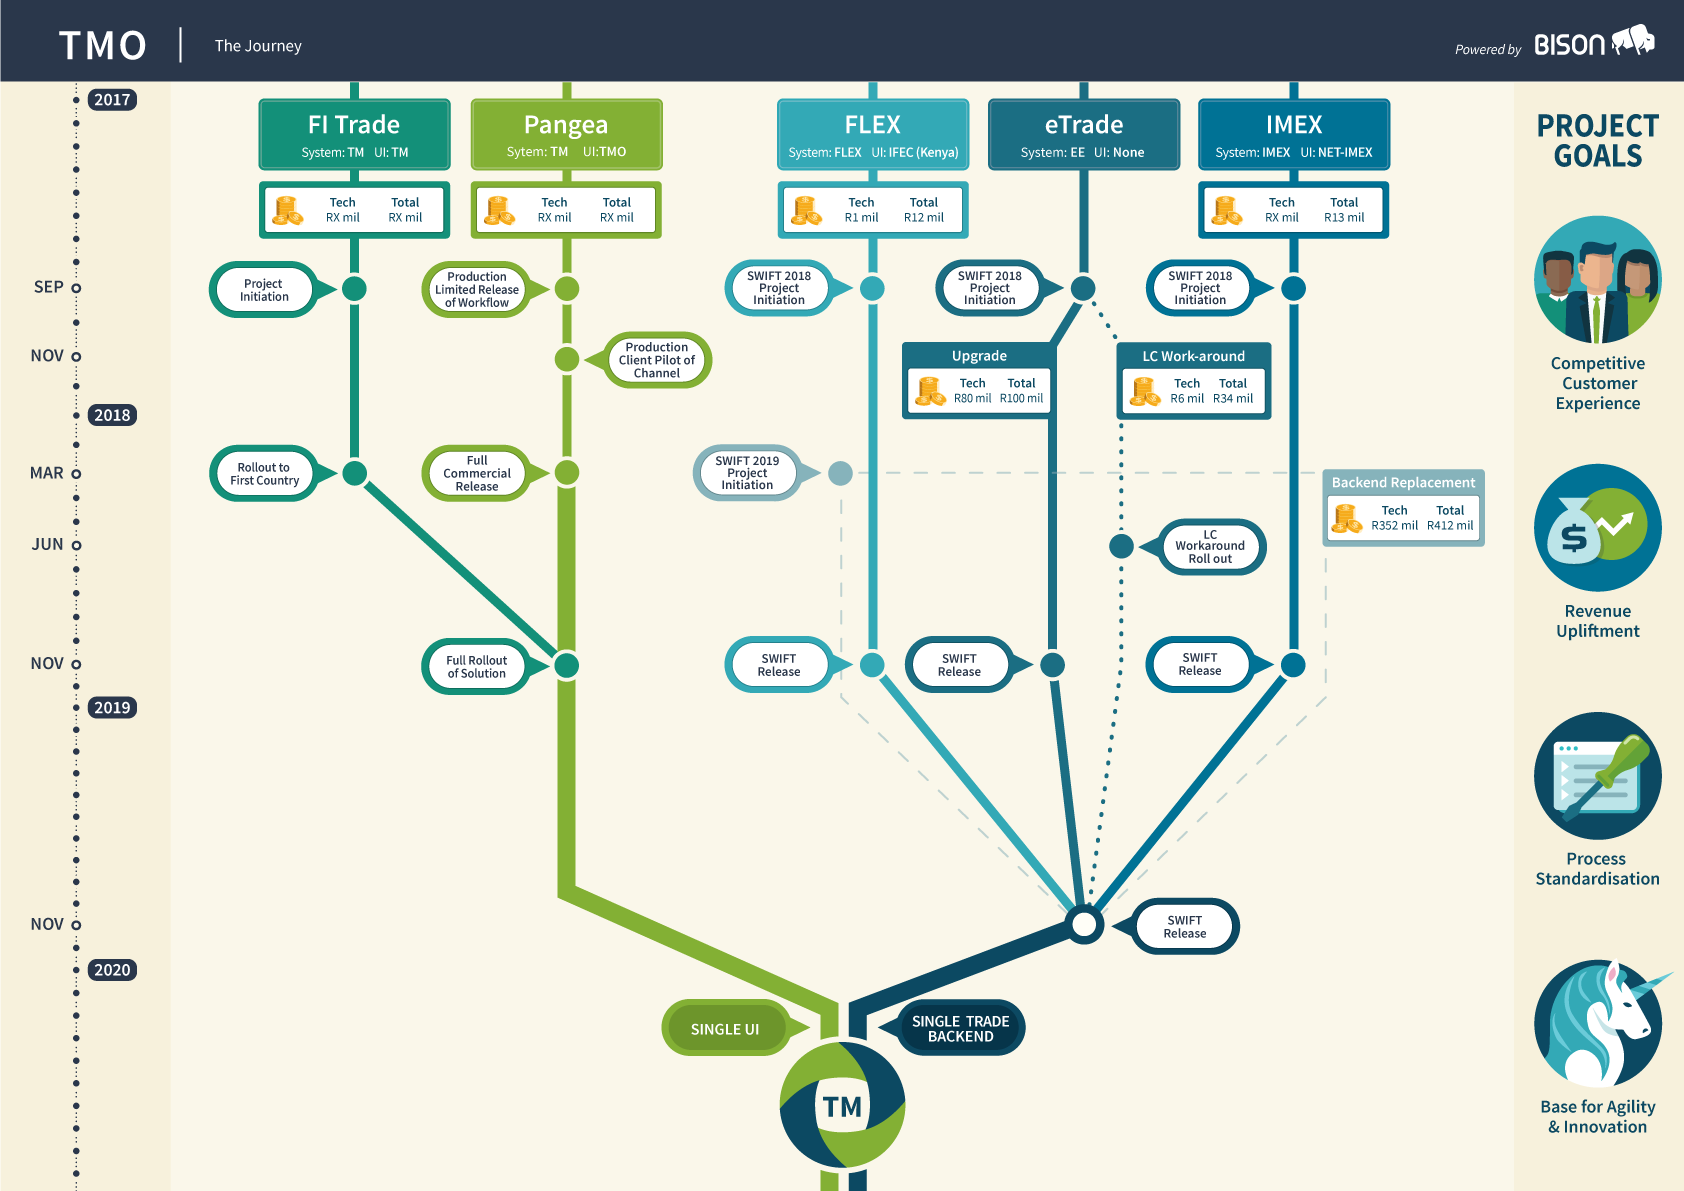 TMO
The Journey
Powered by BISON
2017
SEP
NOV
2018
MAR
JUN
NOV
2019
NOV
2020
FI Trade
System: TM UI: TM
Tech Total
RX mil RX mil
Project
Initiation
Rollout to
First Country
Pangea
Sytem: TM UI:TMO
Tech Total
RX mil RX mil
Production
Limited Release
of Workflow
Production
Client Pilot of
Channel
Full
Commercial
Release
Full Rollout
of Solution
FLEX
System: FLEX UI: IFEC (Kenya)
Tech Total
R1 mil R12 mil
SWIFT 2018
Project
Initiation
SWIFT 2019
Project
Initiation
SWIFT
Release
eTrade
System: EE UI: None
SWIFT 2018
Project
Initiation
Upgrade
Tech Total
R80 mil R100 mil
LC Work-around
Tech Total
R6 mil R34 mil
LC
Workaround
Roll out
SWIFT
Release
IMEX
System: IMEX UI: NET-IMEX
Tech Total
RX mil R13 mil
SWIFT 2018
Project
Initiation
Backend Replacement
Tech Total
R352 mil R412 mil
SWIFT
Release
SWIFT
Release
SINGLE UI
SINGLE TRADE
BACKEND
TM
PROJECT
GOALS
Competitive
Customer
Experience
$
Revenue
Upliftment
Process
Standardisation
Base for Agility
& Innovation